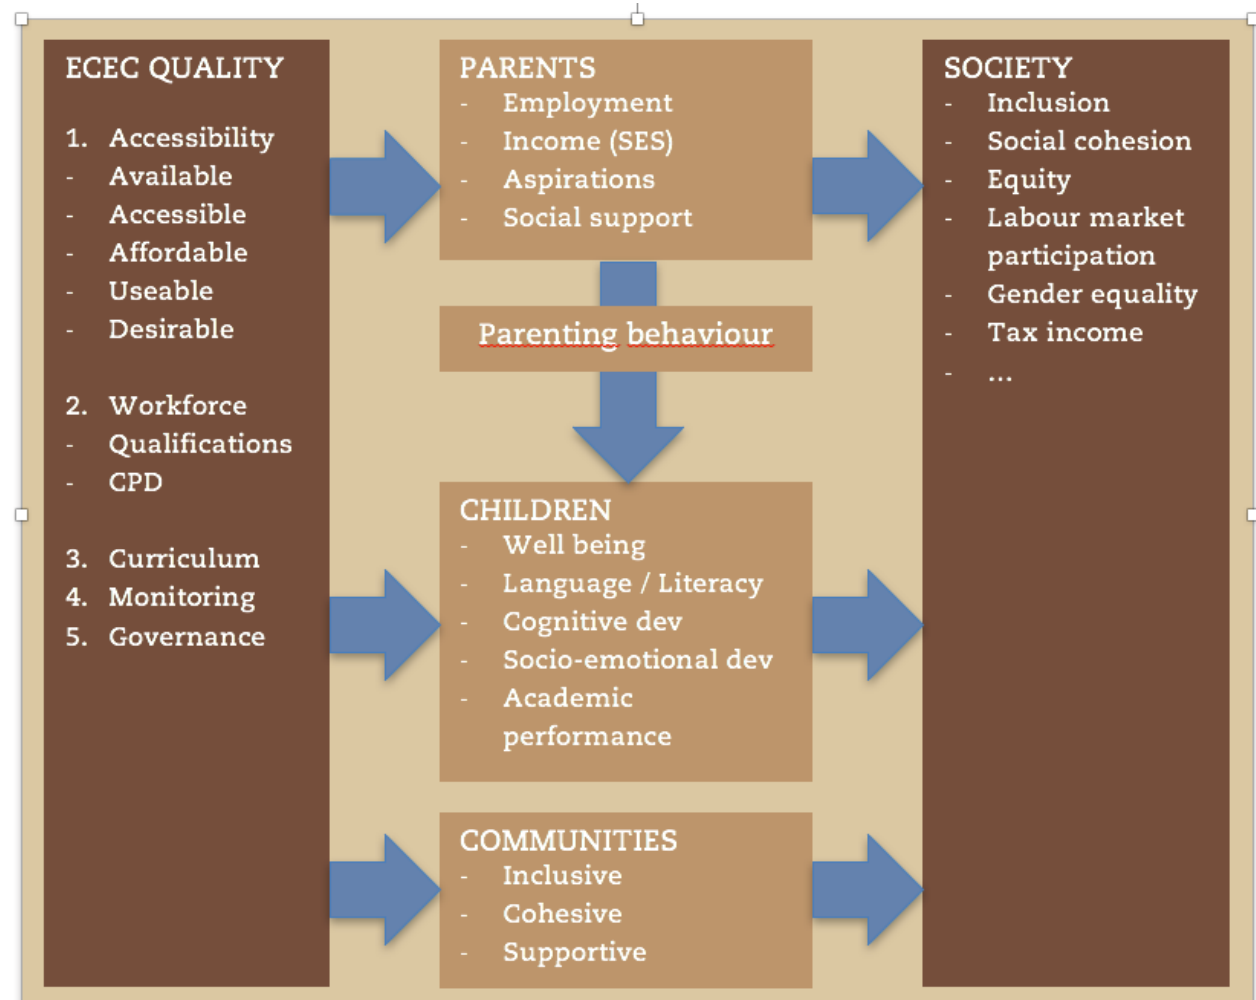 ECEC QUALITY
1. Accessibility
- Available
- Accessible
- Affordable
- Useable
- Desirable
2. Workforce
- Qualifications
- CPD
3. Curriculum
4. Monitoring
5. Governance
PARENTS
- Employment
- Income (SES)
- Aspirations
- Social support
Parenting behaviour
CHILDREN
- Well being
- Language / Literacy
- Cognitive dev
- Socio-emotional dev
- Academic
performance
COMMUNITIES
- Inclusive
- Cohesive
- Supportive
SOCIETY
- Inclusion
- Social cohesion
- Equity
- Labour market
participation
- Gender equality
- Tax income
- ...